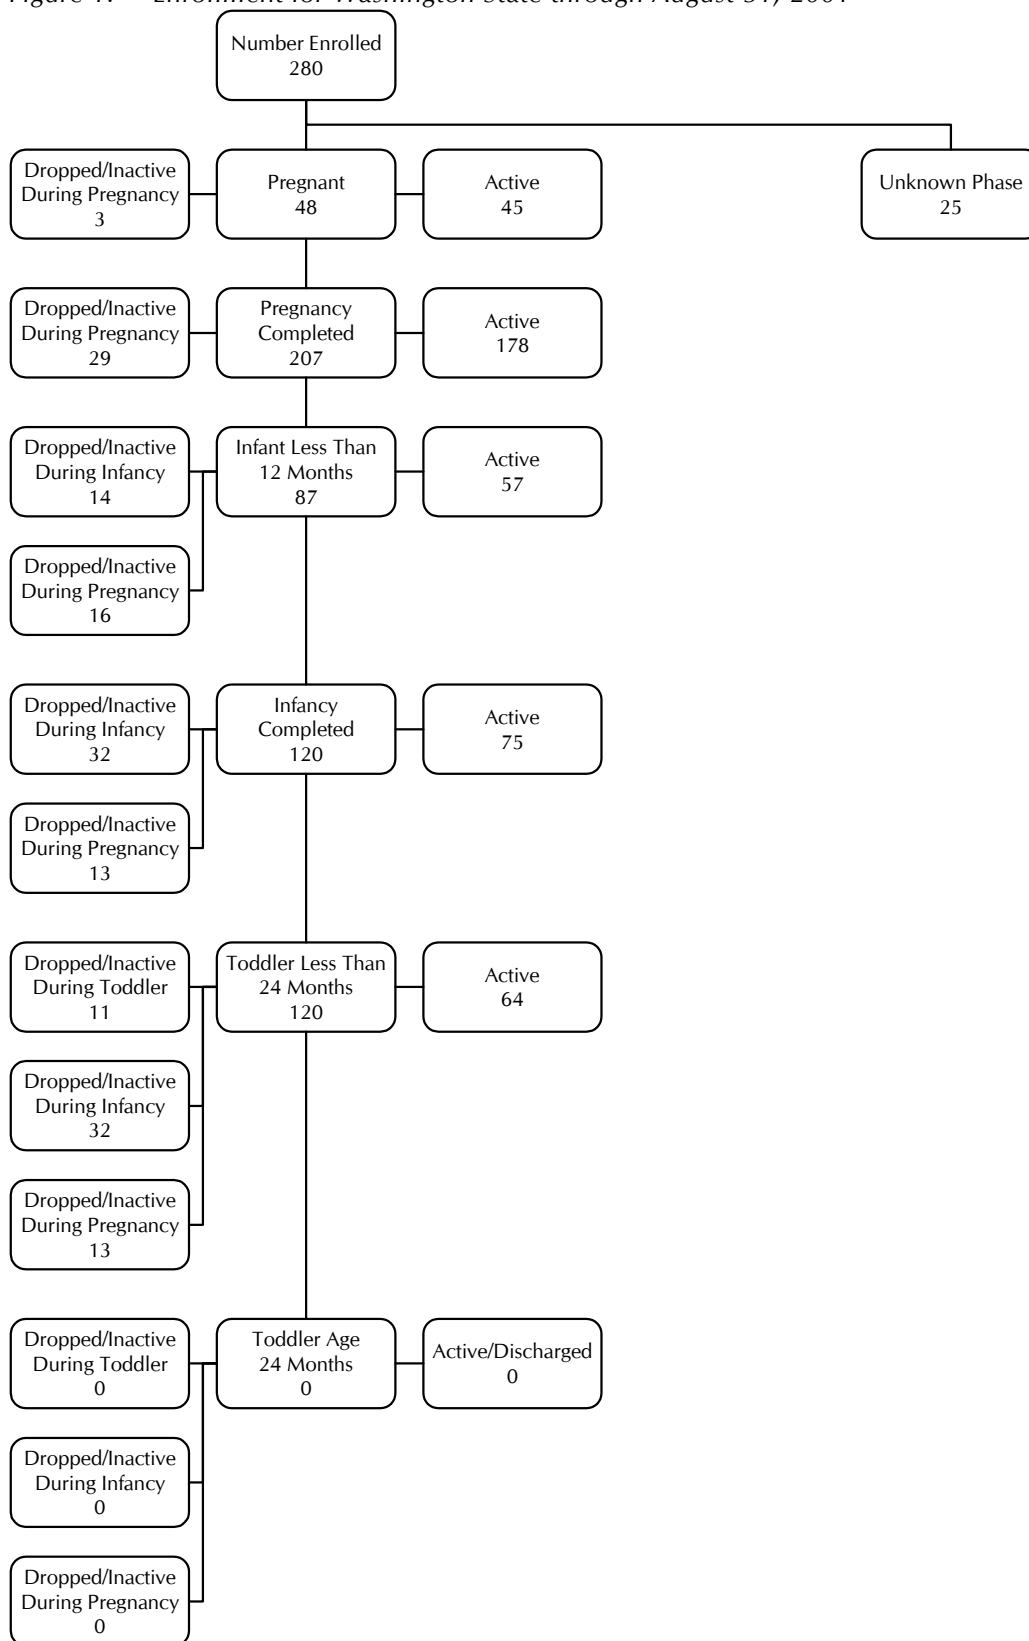 Number Enrolled
280
Dropped/Inactive
During Pregnancy
3
Pregnant
48
Active
45
Unknown Phase
25
Dropped/Inactive
During Pregnancy
29
Pregnancy
Completed
207
Active
178
Dropped/Inactive
During Infancy
14
Infant Less Than
12 Months
87
Active
57
Dropped/Inactive
During Pregnancy
16
Dropped/Inactive
During Infancy
32
Infancy
Completed
120
Active
75
Dropped/Inactive
During Pregnancy
13
Dropped/Inactive
During Toddler
11
Toddler Less Than
24 Months
120
Active
64
Dropped/Inactive
During Infancy
32
Dropped/Inactive
During Pregnancy
13
Dropped/Inactive
During Toddler
0
Toddler Age
24 Months
0
Active/Discharged
0
Dropped/Inactive
During Infancy
0
Dropped/Inactive
During Pregnancy
0